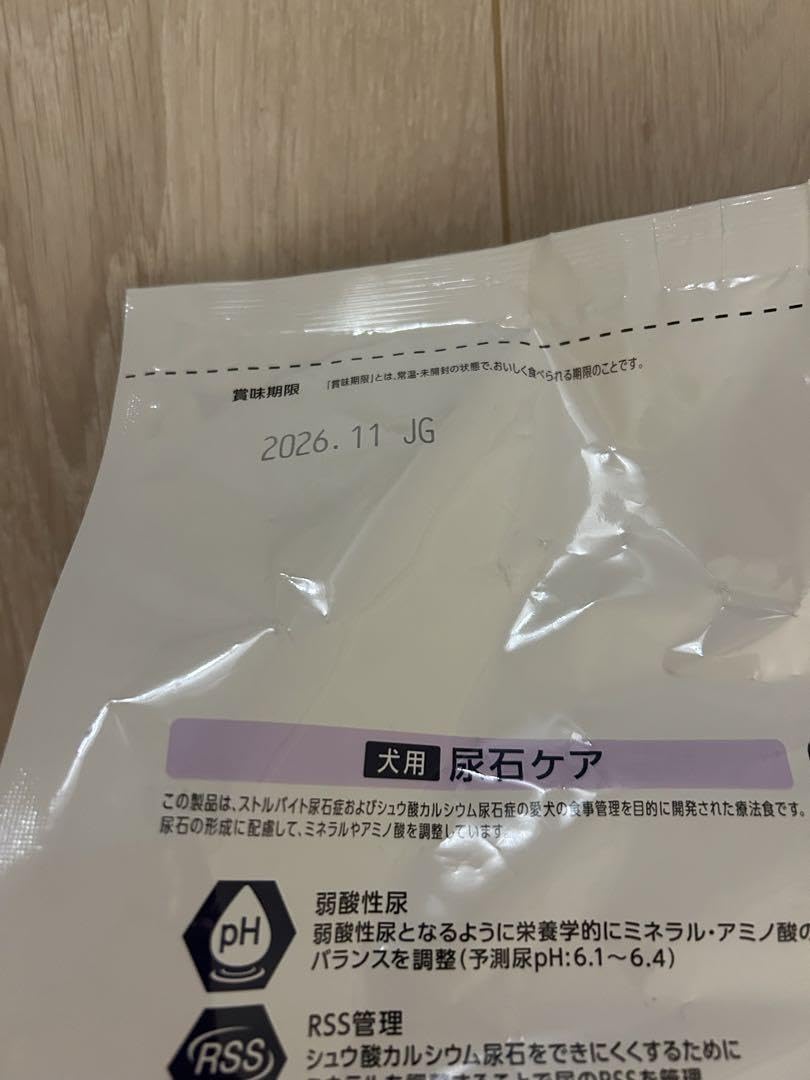 賞味期限 「賞味期限」とは、常温・未開封の状態で、おいしく食べられる期限のことです。
2026.11 JG
犬用 尿石ケア
この製品は、ストルバイト尿石症およびシュウ酸カルシウム尿石症の愛犬の食事管理を目的に開発された療法食です。
尿石の形成に配慮して、ミネラルやアミノ酸を調整しています。
pH
弱酸性尿
弱酸性尿となるように栄養学的にミネラル・アミノ酸の
バランスを調整(予測尿pH:6.1〜6.4)
RSS
RSS管理
シュウ酸カルシウム尿石をできにくくするために